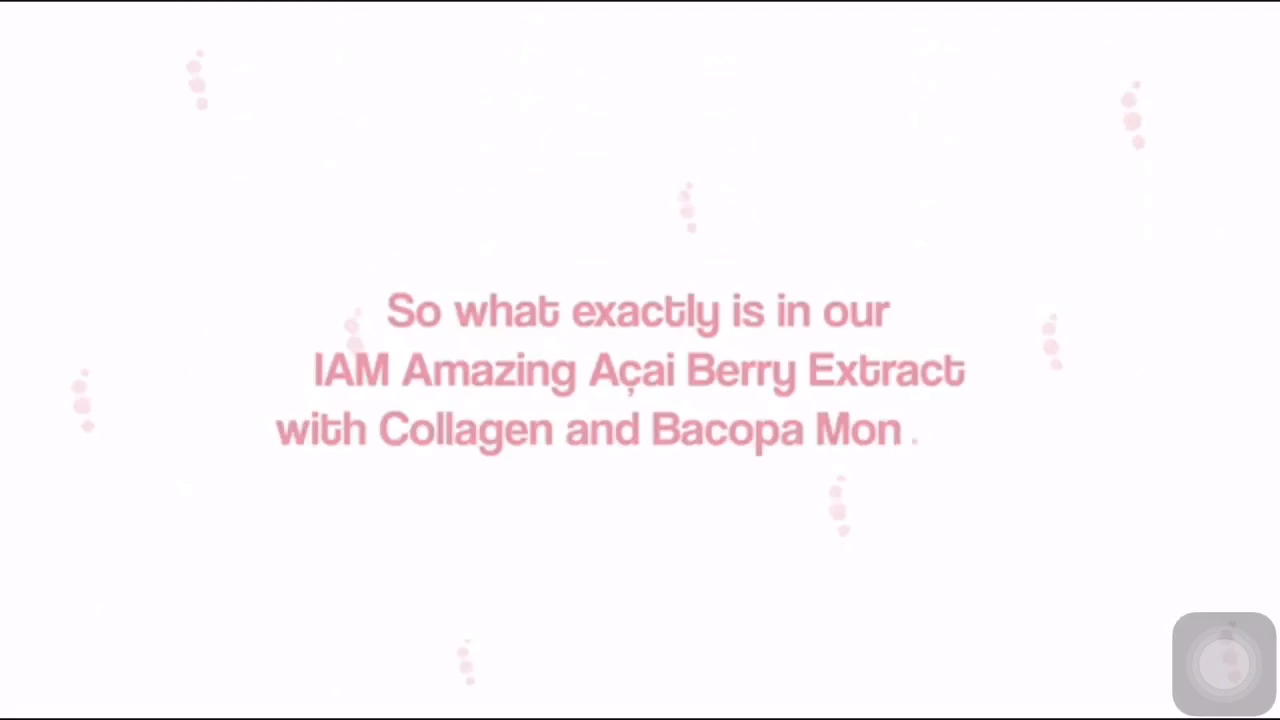 So what exactly is in our
IAM Amazing Açai Berry Extract
with Collagen and Bacopa Mon